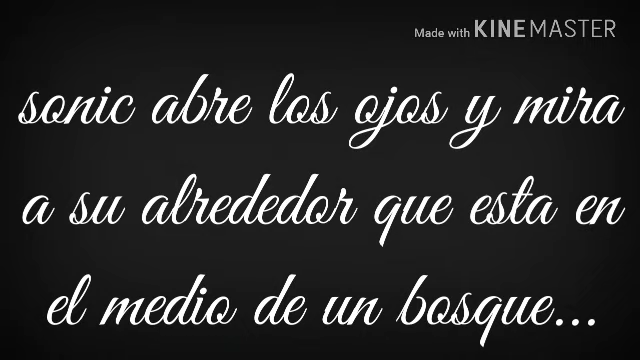 Made with KINEMASTER
sonic abre los ojos y mira
a su alrededor que esta en
el medio de un bosque...